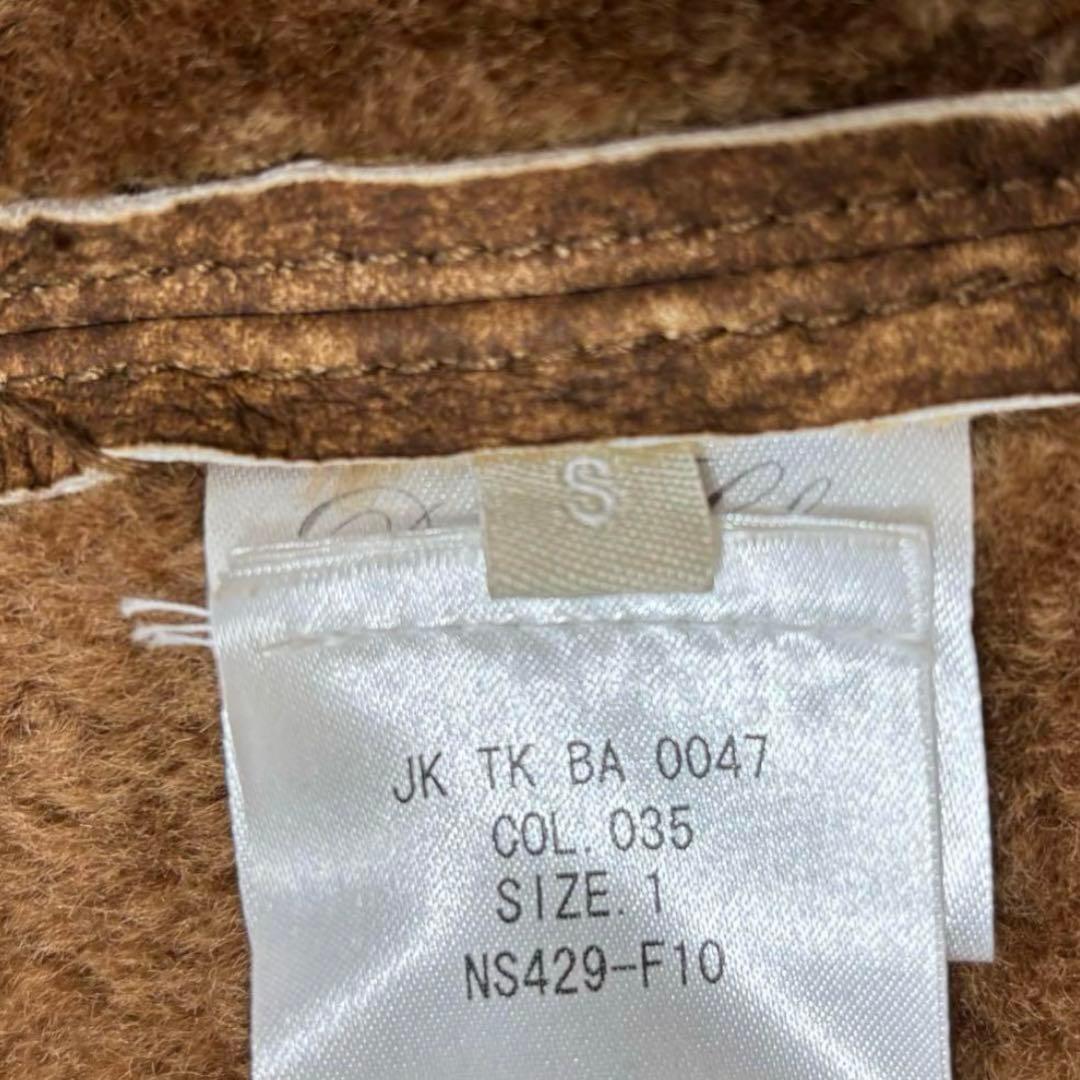 S
JK TK BA 0047
COL. 035
SIZE. 1
NS429-F10